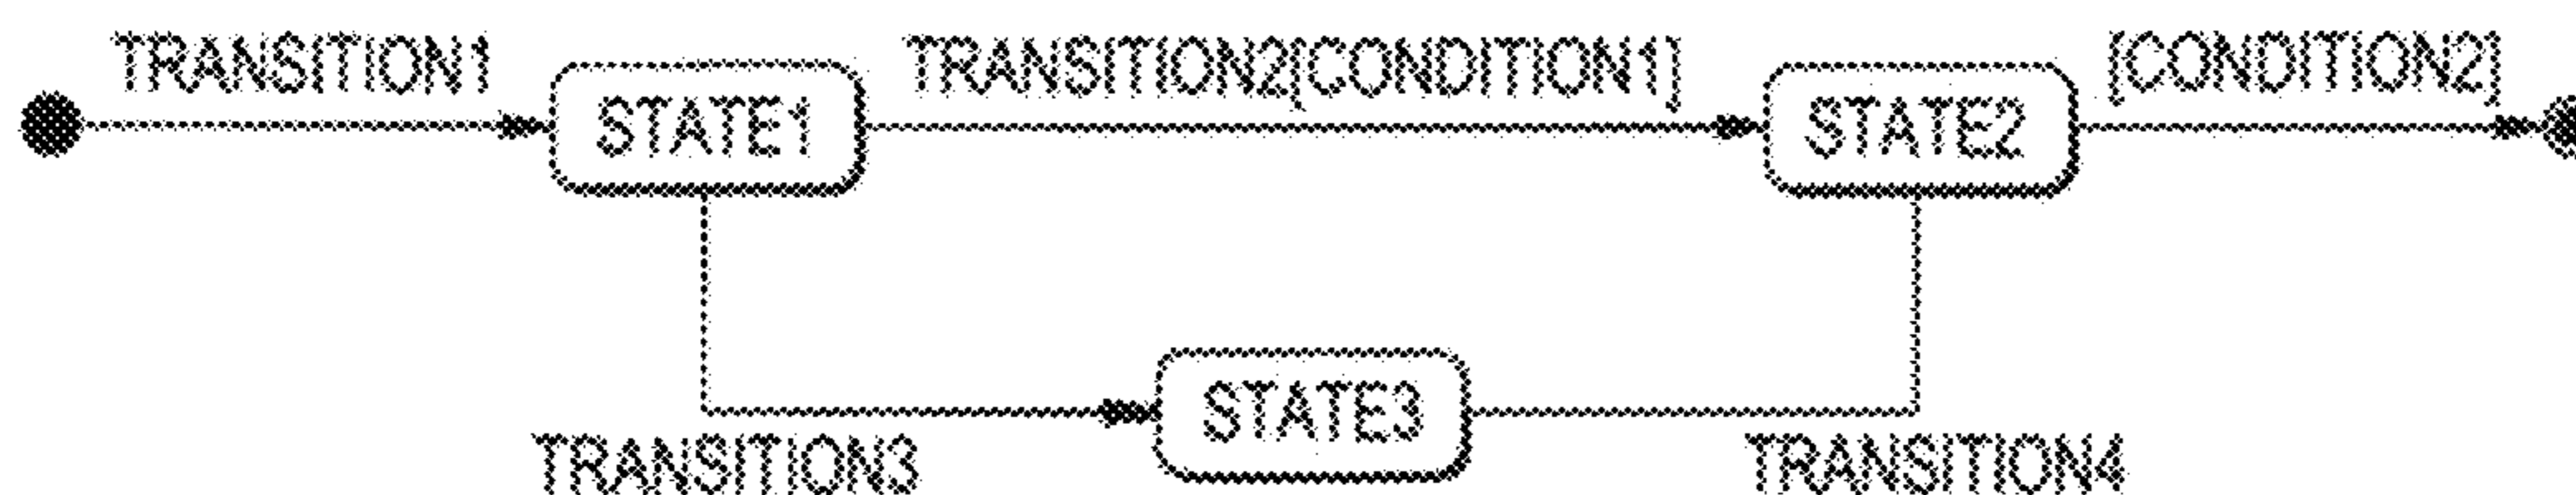 TRANSITION1
TRANSITION2[CONDITION1]
[CONDITION2]
STATE1
STATE2
STATE3
TRANSITION3
TRANSITION4